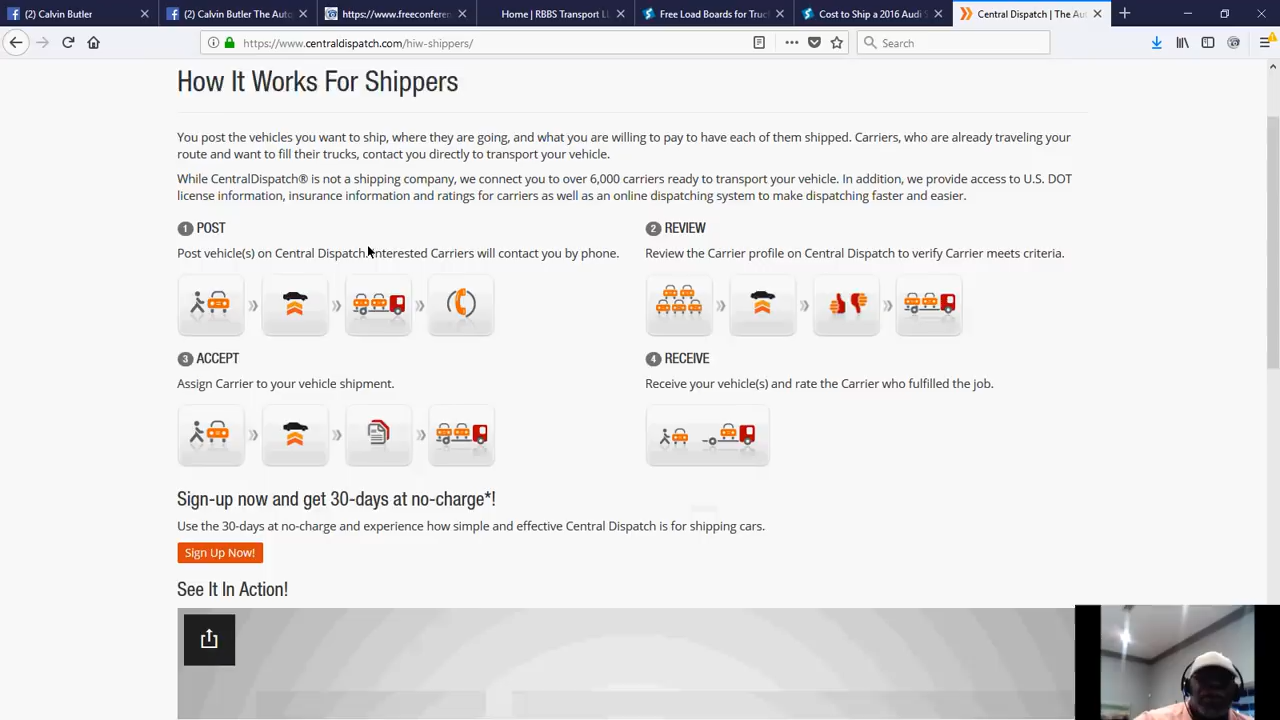 (2) Calvin Butler
(2) Calvin Butler The Auto
https://www.freeconferen
Home | RBBS Transport LL
Free Load Boards for Truck
Cost to Ship a 2016 Audi S
Central Dispatch | The Aut
https://www.centraldispatch.com/hiw-shippers/
Search
How It Works For Shippers
You post the vehicles you want to ship, where they are going, and what you are willing to pay to have each of them shipped. Carriers, who are already traveling your
route and want to fill their trucks, contact you directly to transport your vehicle.
While CentralDispatch® is not a shipping company, we connect you to over 6,000 carriers ready to transport your vehicle. In addition, we provide access to U.S. DOT
license information, insurance information and ratings for carriers as well as an online dispatching system to make dispatching faster and easier.
1 POST
Post vehicle(s) on Central Dispatch. Interested Carriers will contact you by phone.
2 REVIEW
Review the Carrier profile on Central Dispatch to verify Carrier meets criteria.
3 ACCEPT
Assign Carrier to your vehicle shipment.
4 RECEIVE
Receive your vehicle(s) and rate the Carrier who fulfilled the job.
Sign-up now and get 30-days at no-charge*!
Use the 30-days at no-charge and experience how simple and effective Central Dispatch is for shipping cars.
Sign Up Now!
See It In Action!